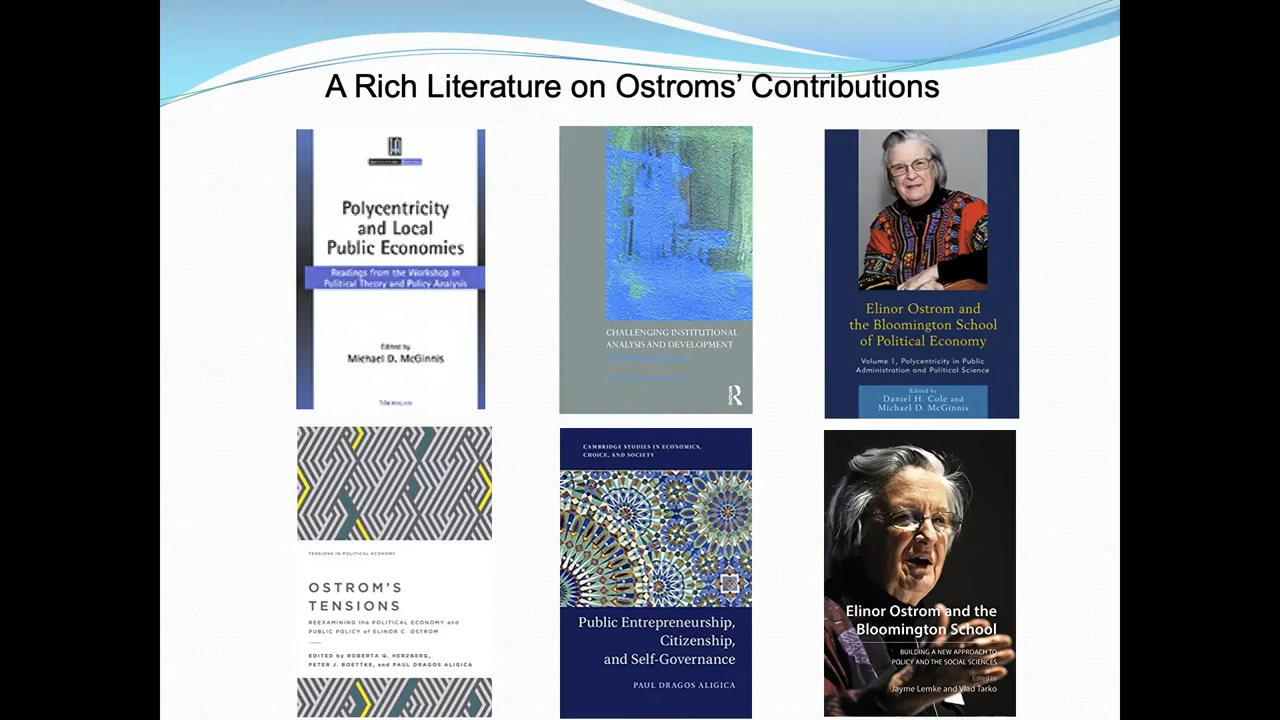 A Rich Literature on Ostroms' Contributions
Polycentricity
and Local
Public Economies
Readings from the Workshop in
Political Theory and Policy Analysis
Edited by
Michael D. McGinnis
CHALLENGING INSTITUTIONAL
ANALYSIS AND DEVELOPMENT
R
Elinor Ostrom and
the Bloomington School
of Political Economy
Volume 1, Polycentricity in Public
Administration and Political Science
Edited by
Daniel H. Cole and
Michael D. McGinnis
TENSIONS IN POLITICAL ECONOMY
OSTROM'S
TENSIONS
REEXAMINING the POLITICAL ECONOMY and
PUBLIC POLICY of ELINOR C. OSTROM
EDITED by ROBERTA Q. HERZBERG,
PETER J. BOETTKE, and PAUL DRAGOS ALIGICA
CAMBRIDGE STUDIES IN ECONOMICS,
CHOICE, AND SOCIETY
Public Entrepreneurship,
Citizenship,
and Self-Governance
PAUL DRAGOS ALIGICA
Elinor Ostrom and the
Bloomington School
BUILDING A NEW APPROACH TO
POLICY AND THE SOCIAL SCIENCES
Edited by
Jayme Lemke and Vlad Tarko